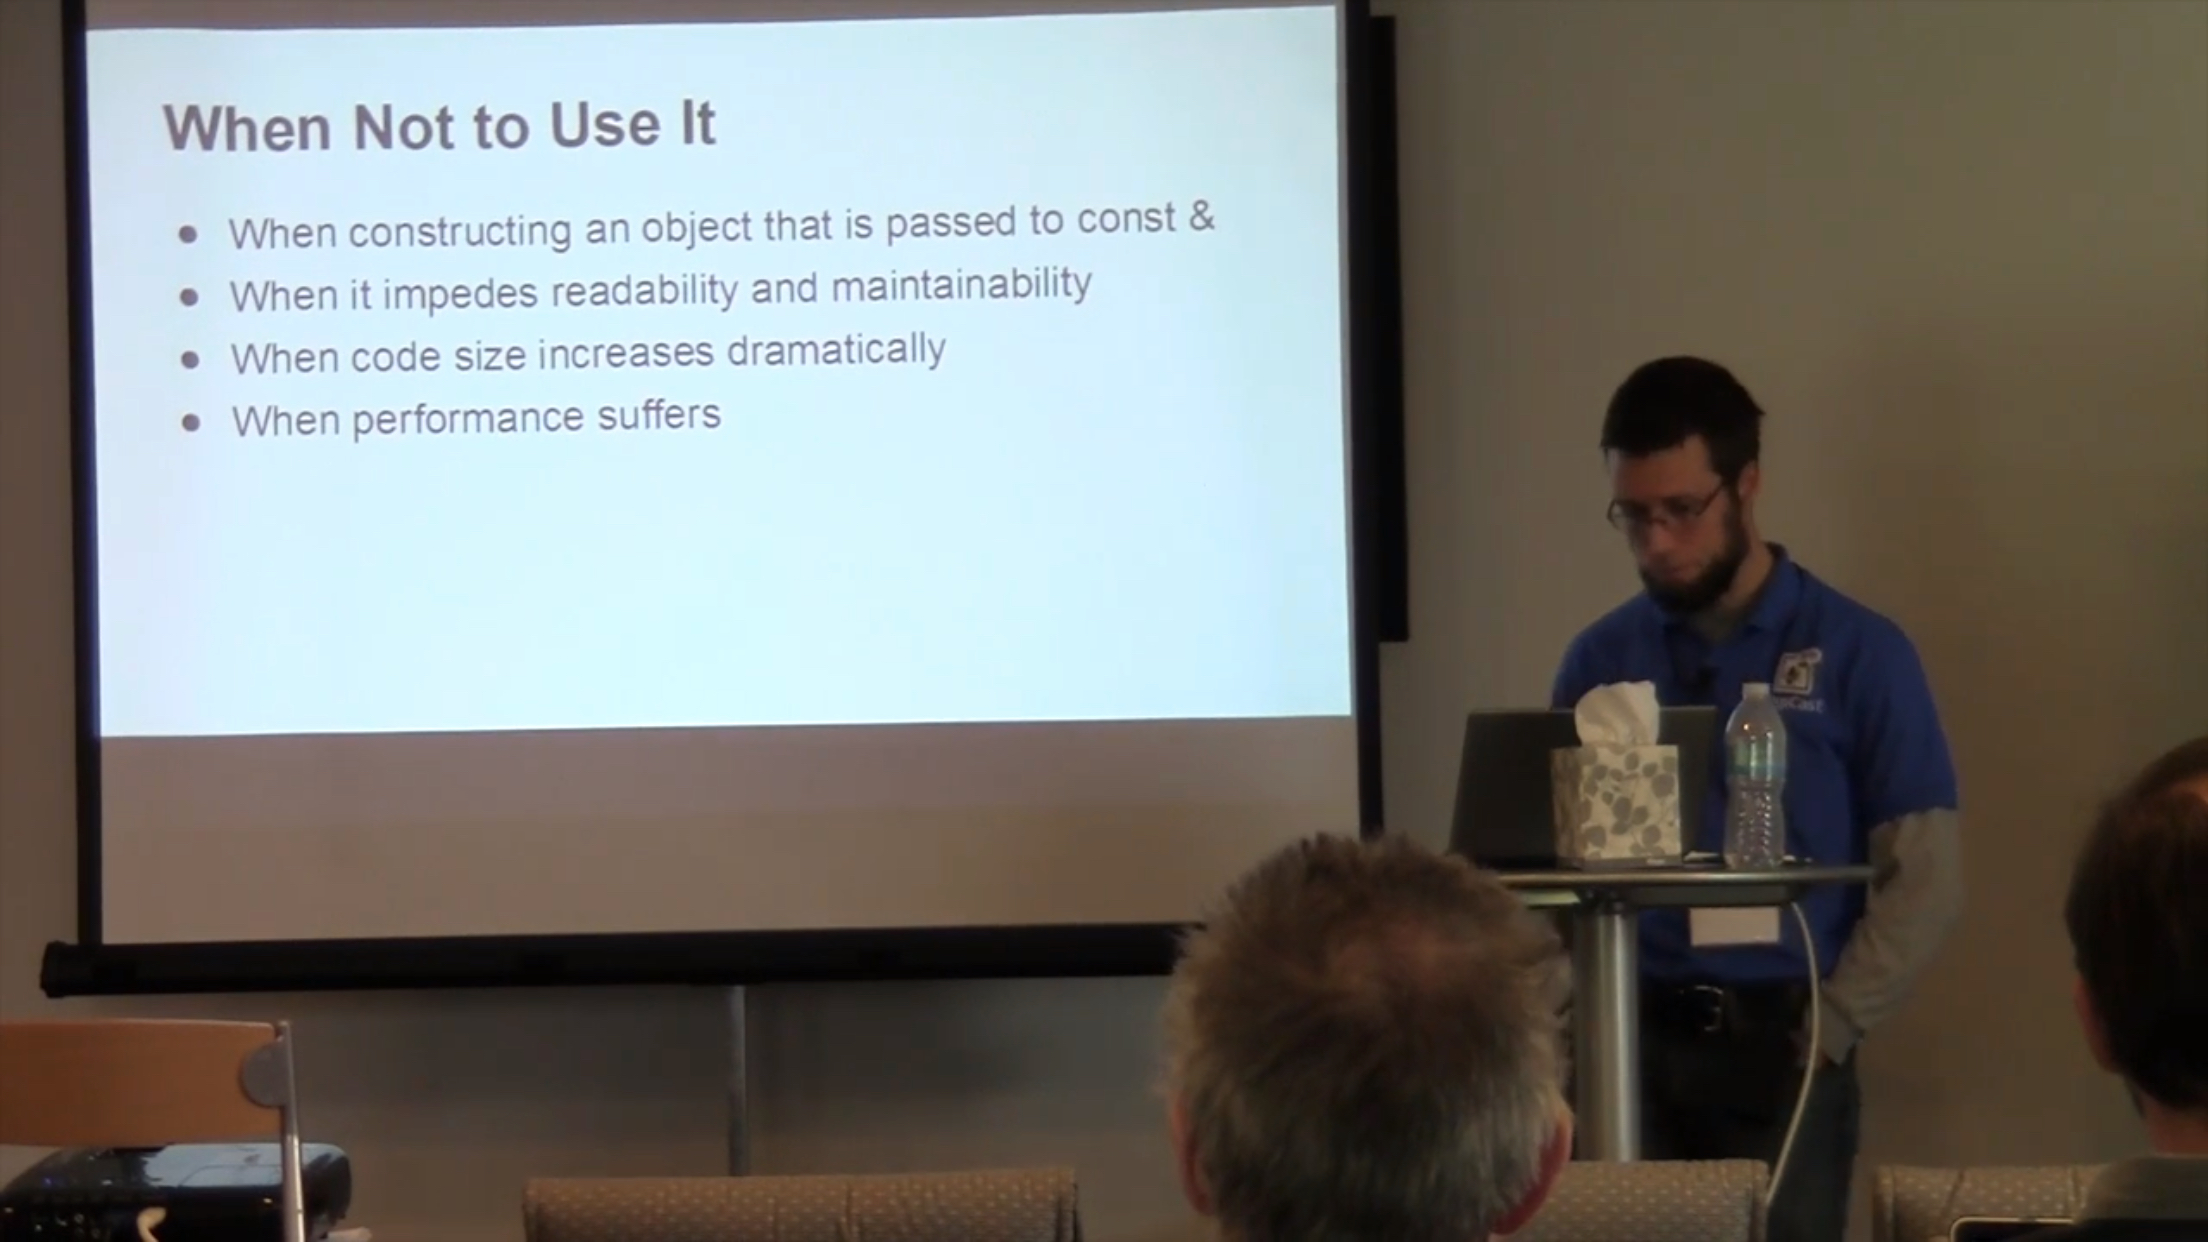 When Not to Use It
● When constructing an object that is passed to const &
● When it impedes readability and maintainability
● When code size increases dramatically
● When performance suffers